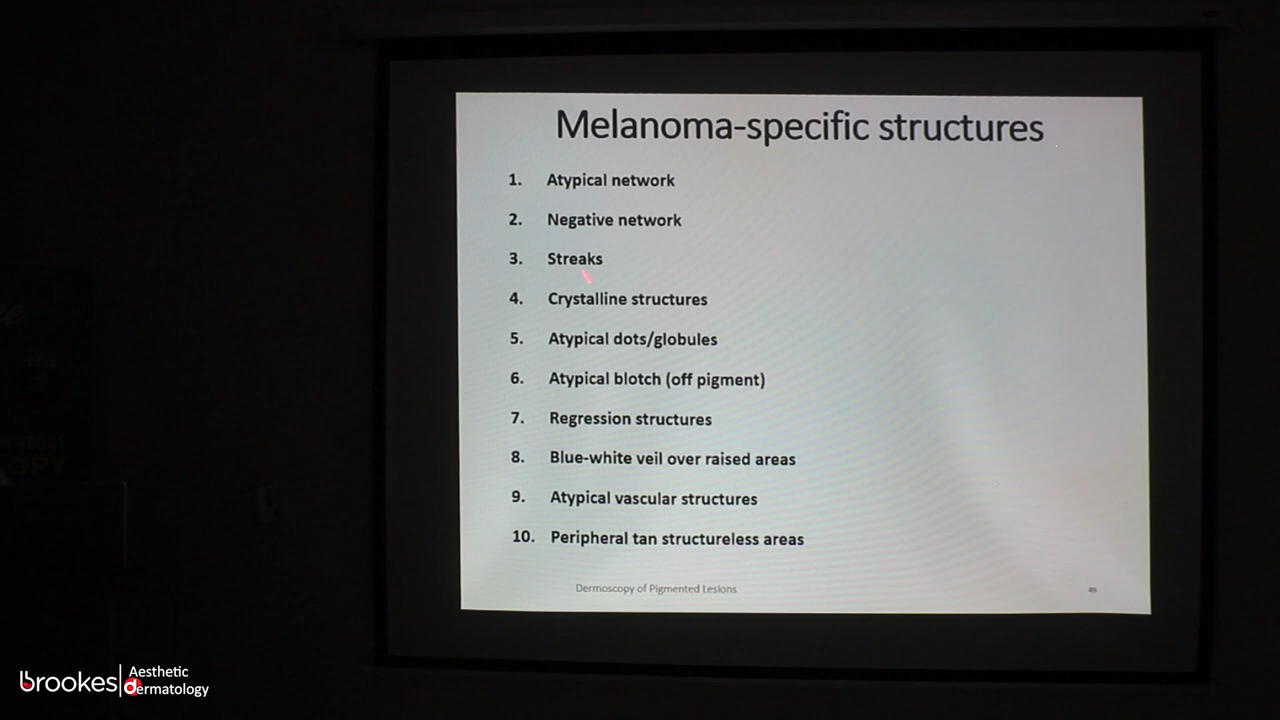 Melanoma-specific structures
1. Atypical network
2. Negative network
3. Streaks
4. Crystalline structures
5. Atypical dots/globules
6. Atypical blotch (off pigment)
7. Regression structures
8. Blue-white veil over raised areas
9. Atypical vascular structures
10. Peripheral tan structureless areas
Dermoscopy of Pigmented Lesions
brookes Aesthetic
dermatology